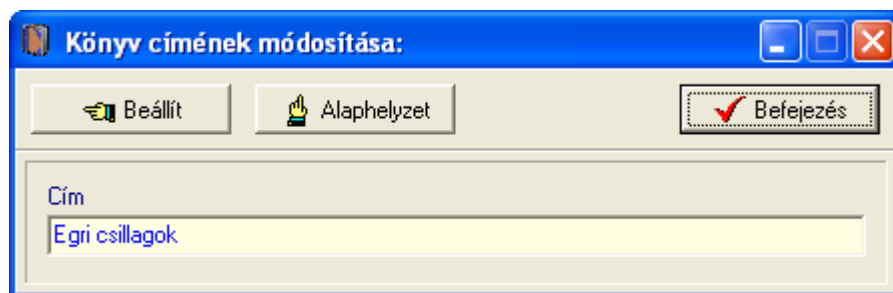 Könyv címének módosítása:
Beállít Alaphelyzet Befejezés
Cím
Egri csillagok